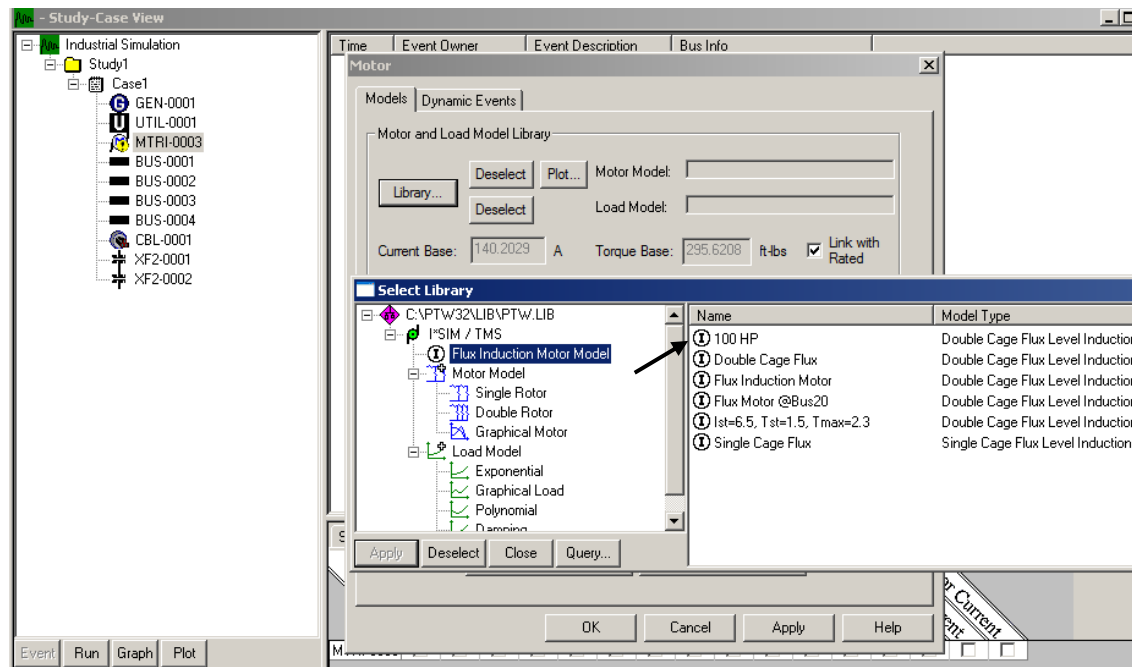 - Study-Case View
Industrial Simulation
Study1
Case1
GEN-0001
UTIL-0001
MTRI-0003
BUS-0001
BUS-0002
BUS-0003
BUS-0004
CBL-0001
XF2-0001
XF2-0002
Event Run Graph Plot
Time Event Owner Event Description Bus Info
Motor
Models Dynamic Events
Motor and Load Model Library
Library... Deselect Plot... Motor Model:
Deselect Load Model:
Current Base: 140.2029 A Torque Base: 295.6208 ft-lbs Link with Rated
Select Library
C:\PTW32\LIB\PTW.LIB
I*SIM / TMS
Flux Induction Motor Model
Motor Model
Single Rotor
Double Rotor
Graphical Motor
Load Model
Exponential
Graphical Load
Polynomial
Damping
Name Model Type
100 HP Double Cage Flux Level Induction
Double Cage Flux Double Cage Flux Level Induction
Flux Induction Motor Double Cage Flux Level Induction
Flux Motor @Bus20 Double Cage Flux Level Induction
Ist=6.5, Tst=1.5, Tmax=2.3 Double Cage Flux Level Induction
Single Cage Flux Single Cage Flux Level Induction
Apply Deselect Close Query...
OK Cancel Apply Help
Current